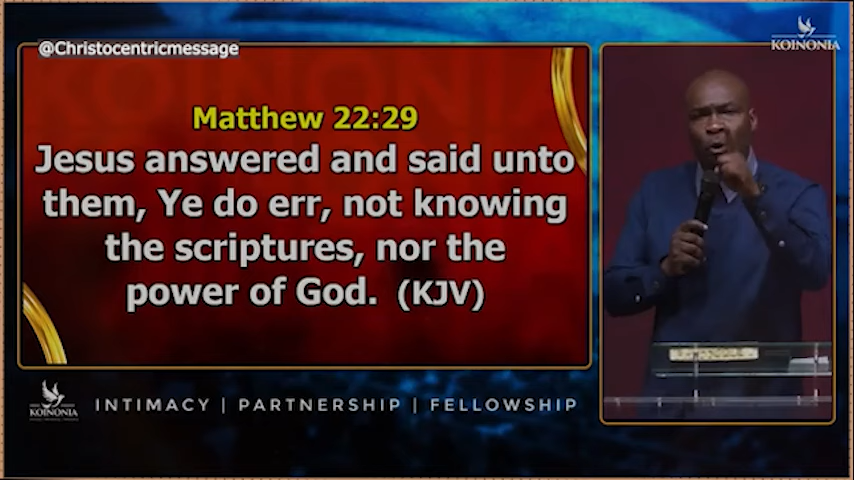 @Christocentricmessage
KOINONIA
Matthew 22:29
Jesus answered and said unto
them, Ye do err, not knowing
the scriptures, nor the
power of God. (KJV)
KOINONIA
INTIMACY | PARTNERSHIP | FELLOWSHIP